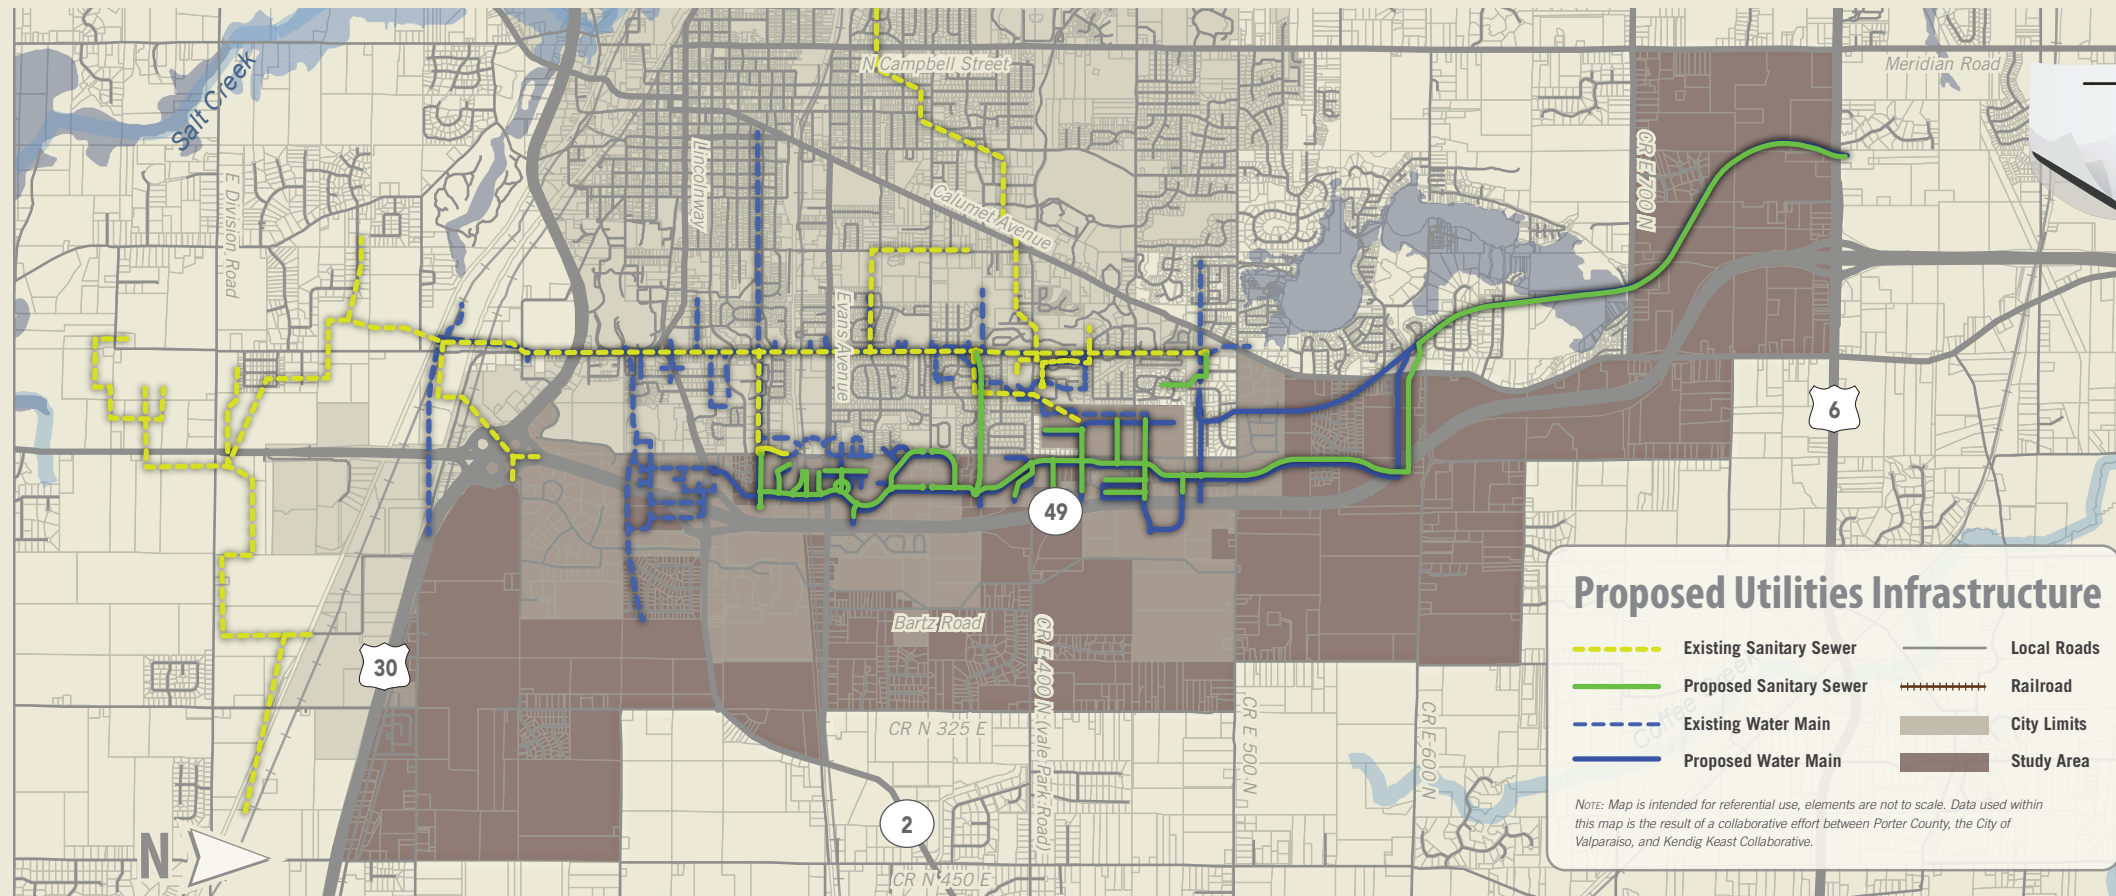 Salt Creek
N Campbell Street
Meridian Road
E Division Road
Lincolnway
Calumet Avenue
CR E 700 N
Evans Avenue
6
49
Bartz Road
30
CR E 400 N (vale Park Road)
CR N 325 E
CR E 500 N
CR E 600 N
2
CR N 450 E
N
Proposed Utilities Infrastructure
Existing Sanitary Sewer
Proposed Sanitary Sewer
Existing Water Main
Proposed Water Main
Local Roads
Railroad
City Limits
Study Area
Coffee Creek
NOTE: Map is intended for referential use, elements are not to scale. Data used within
this map is the result of a collaborative effort between Porter County, the City of
Valparaiso, and Kendig Keast Collaborative.